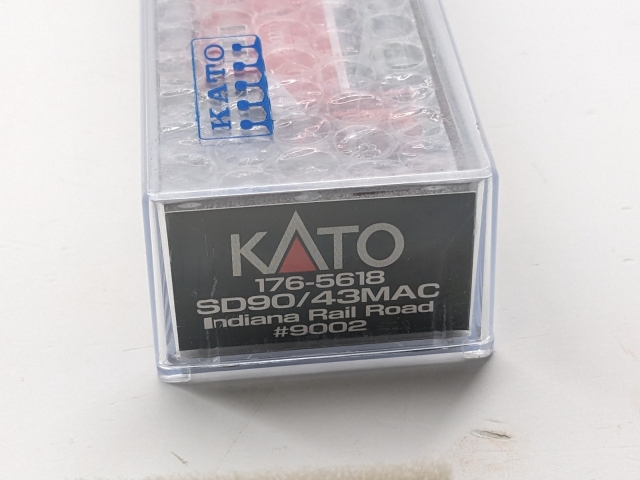 KATO
KATO
176-5618
SD90/43MAC
Indiana Rail Road
#9002